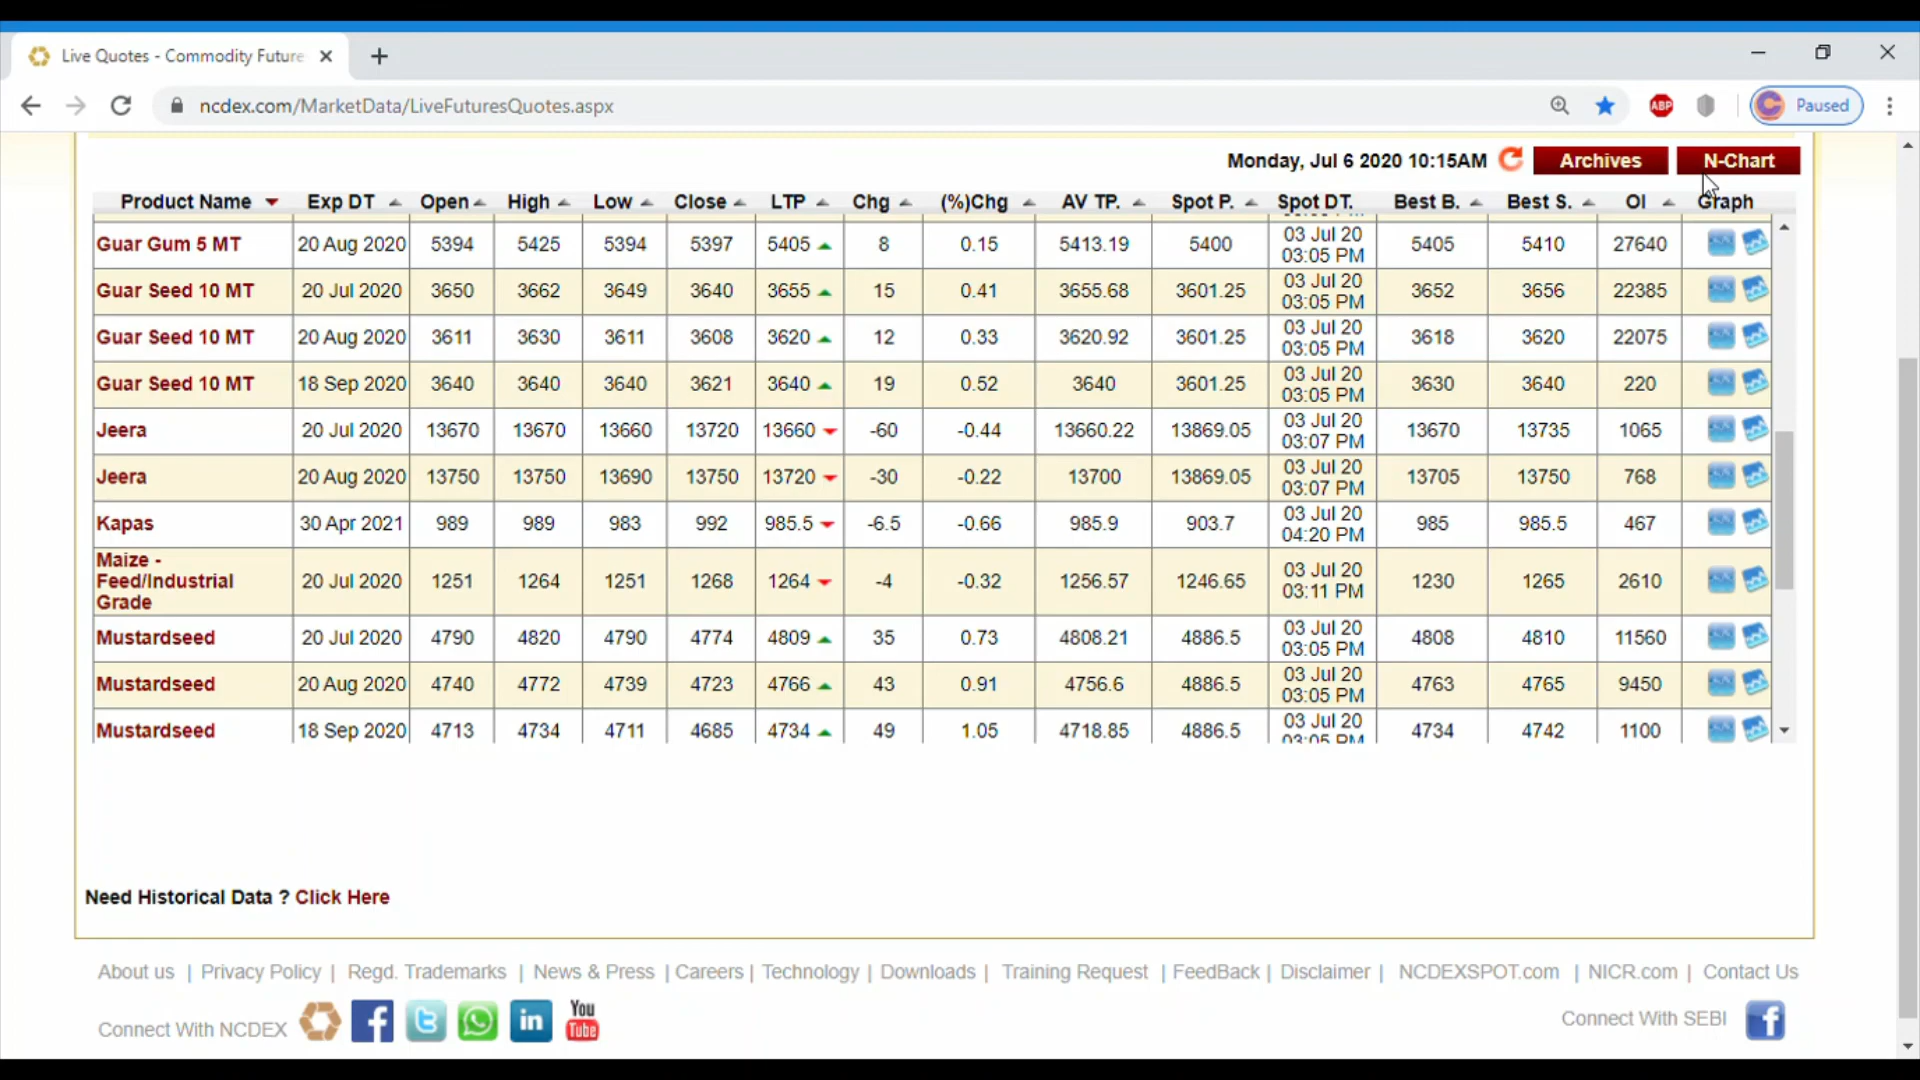 Live Quotes - Commodity Future
ncdex.com/MarketData/LiveFuturesQuotes.aspx
ABP
Paused
Monday, Jul 6 2020 10:15AM Archives N-Chart
Product Name Exp DT Open High Low Close LTP Chg (%)Chg AV TP. Spot P. Spot DT. Best B. Best S. OI Graph
Guar Gum 5 MT 20 Aug 2020 5394 5425 5394 5397 5405 8 0.15 5413.19 5400 03 Jul 20 03:05 PM 5405 5410 27640
Guar Seed 10 MT 20 Jul 2020 3650 3662 3649 3640 3655 15 0.41 3655.68 3601.25 03 Jul 20 03:05 PM 3652 3656 22385
Guar Seed 10 MT 20 Aug 2020 3611 3630 3611 3608 3620 12 0.33 3620.92 3601.25 03 Jul 20 03:05 PM 3618 3620 22075
Guar Seed 10 MT 18 Sep 2020 3640 3640 3640 3621 3640 19 0.52 3640 3601.25 03 Jul 20 03:05 PM 3630 3640 220
Jeera 20 Jul 2020 13670 13670 13660 13720 13660 -60 -0.44 13660.22 13869.05 03 Jul 20 03:07 PM 13670 13735 1065
Jeera 20 Aug 2020 13750 13750 13690 13750 13720 -30 -0.22 13700 13869.05 03 Jul 20 03:07 PM 13705 13750 768
Kapas 30 Apr 2021 989 989 983 992 985.5 -6.5 -0.66 985.9 903.7 03 Jul 20 04:20 PM 985 985.5 467
Maize - Feed/Industrial Grade 20 Jul 2020 1251 1264 1251 1268 1264 -4 -0.32 1256.57 1246.65 03 Jul 20 03:11 PM 1230 1265 2610
Mustardseed 20 Jul 2020 4790 4820 4790 4774 4809 35 0.73 4808.21 4886.5 03 Jul 20 03:05 PM 4808 4810 11560
Mustardseed 20 Aug 2020 4740 4772 4739 4723 4766 43 0.91 4756.6 4886.5 03 Jul 20 03:05 PM 4763 4765 9450
Mustardseed 18 Sep 2020 4713 4734 4711 4685 4734 49 1.05 4718.85 4886.5 03 Jul 20 03:05 PM 4734 4742 1100
Need Historical Data ? Click Here
About us | Privacy Policy | Regd. Trademarks | News & Press | Careers | Technology | Downloads | Training Request | FeedBack | Disclaimer | NCDEXSPOT.com | NICR.com | Contact Us
Connect With NCDEX
You
Tube
Connect With SEBI